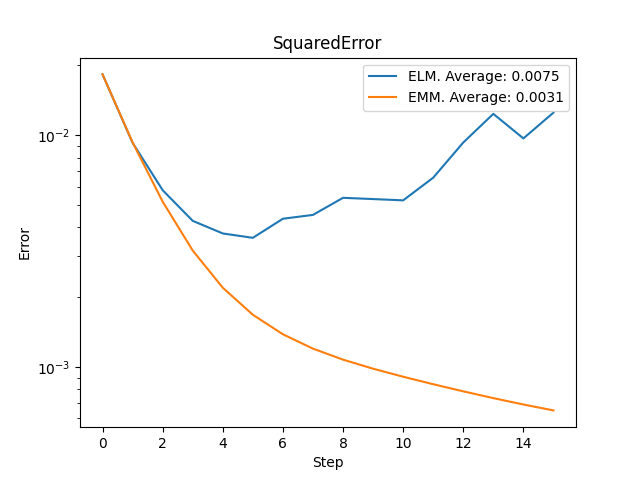 SquaredError
ELM. Average: 0.0075
EMM. Average: 0.0031
Error
10⁻²
10⁻³
0 2 4 6 8 10 12 14
Step